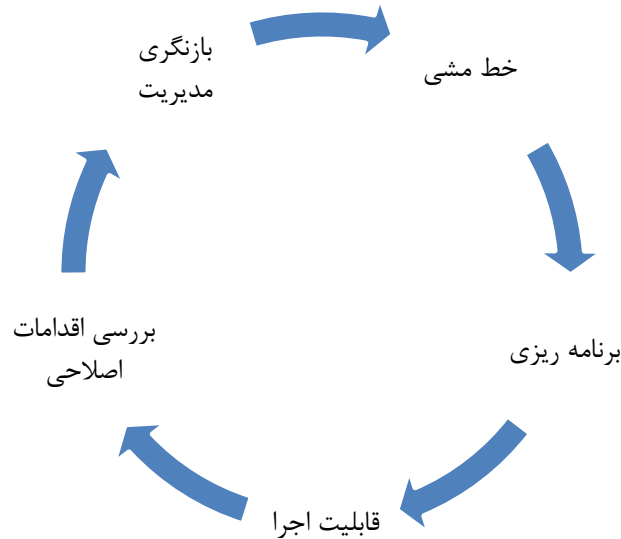 بازنگری
مدیریت
خط مشی
برنامه ریزی
قابلیت اجرا
بررسی اقدامات
اصلاحی